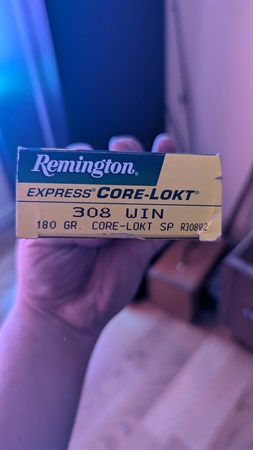 Remington®
EXPRESS® CORE-LOKT®
308 WIN
180 GR. CORE-LOKT SP R308W2